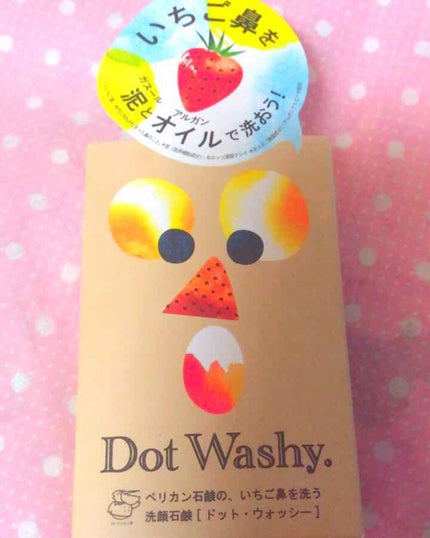 いちご鼻を
ガスール アルガン
泥とオイルで洗おう!
Dot Washy.
ペリカン石鹸の、いちご鼻を洗う
洗顔石鹸[ドット・ウォッシー]